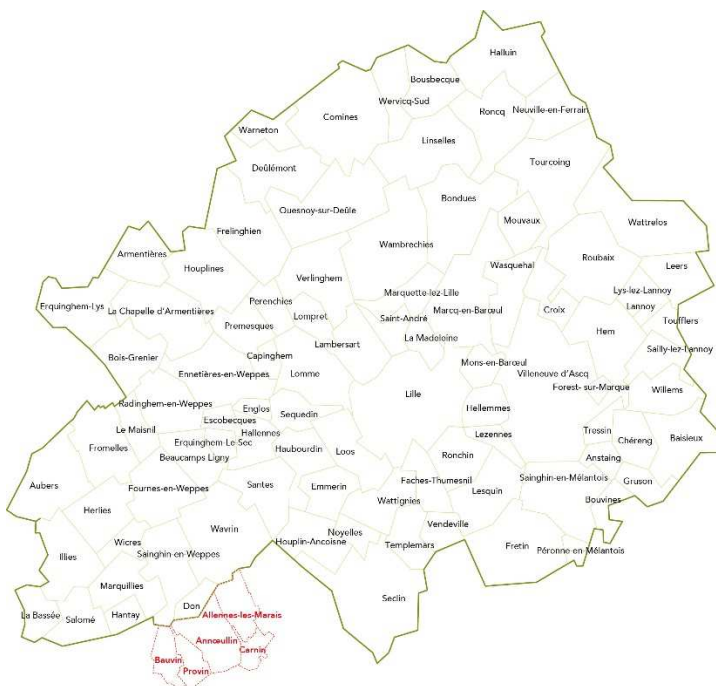 Halluin
Bousbecque
Wervicq-Sud
Comines
Roncq
Neuville-en-Ferrain
Warneton
Linselles
Tourcoing
Deûlémont
Quesnoy-sur-Deûle
Bondues
Mouvaux
Wattrelos
Frelinghien
Wambrechies
Armentières
Roubaix
Houplines
Wasquehal
Leers
Verlinghem
Lys-lez-Lannoy
Marquette-lez-Lille
Erquinghem-Lys
La Chapelle d'Armentières
Perenchies
Lompret
Saint-André
Marcq-en-Barœul
Croix
Lannoy
Toufflers
Premesques
Hem
Lambersart
La Madeleine
Sailly-lez-Lannoy
Bois-Grenier
Capinghem
Mons-en-Barœul
Ennetières-en-Weppes
Lomme
Villeneuve d'Ascq
Forest- sur-Marque
Willems
Lille
Radinghem-en-Weppes
Englos
Sequedin
Hellemmes
Escobecques
Le Maisnil
Hallennes
Lezennes
Tressin
Chéreng
Baisieux
Fromelles
Erquinghem-Le-Sec
Haubourdin
Loos
Beaucamps Ligny
Ronchin
Anstaing
Aubers
Fournes-en-Weppes
Santes
Emmerin
Faches-Thumesnil
Sainghin-en-Mélantois
Gruson
Lesquin
Wattignies
Bouvines
Herlies
Vendeville
Wavrin
Noyelles
Wicres
Houplin-Ancoisne
Templemars
Fretin
Péronne-en-Mélantois
Illies
Sainghin-en-Weppes
Marquillies
Seclin
Don
La Bassée
Salomé
Hantay
Allennes-les-Marais
Annœullin
Carnin
Bauvin
Provin